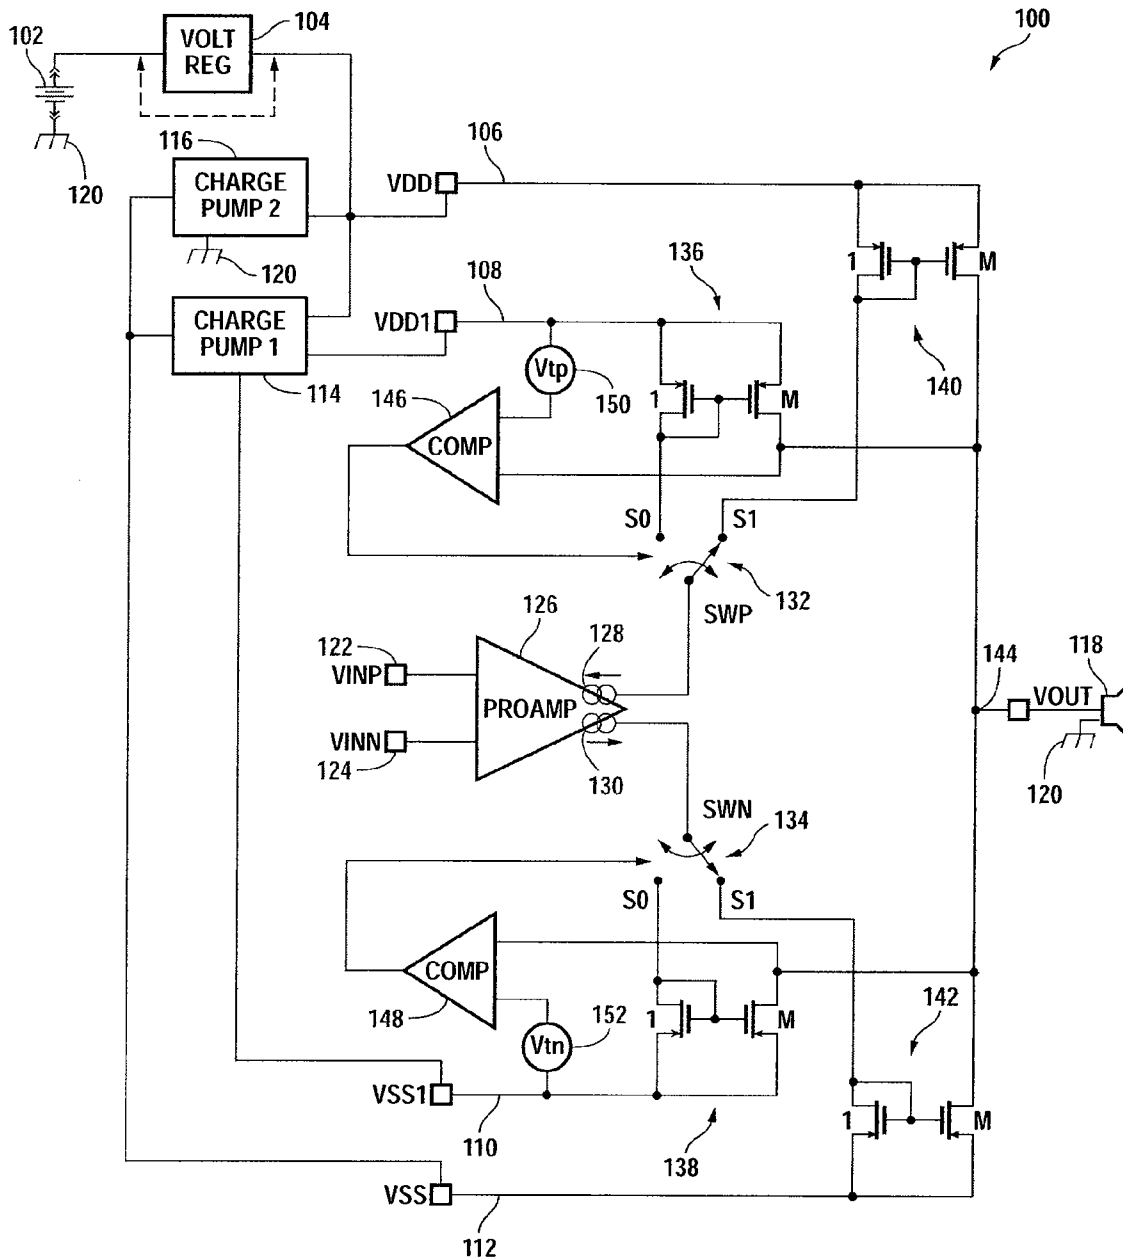 100
102
104
VOLT
REG
120
116
CHARGE
PUMP 2
120
VDD
106
136
1
M
140
108
VDD1
CHARGE
PUMP 1
114
Vtp
150
146
COMP
1
M
S0
S1
132
SWP
126
128
122
VINP
PROAMP
VINN
124
130
144
118
VOUT
120
SWN
134
S0
S1
COMP
148
152
Vtn
1
M
142
1
M
VSS1
110
138
VSS
112